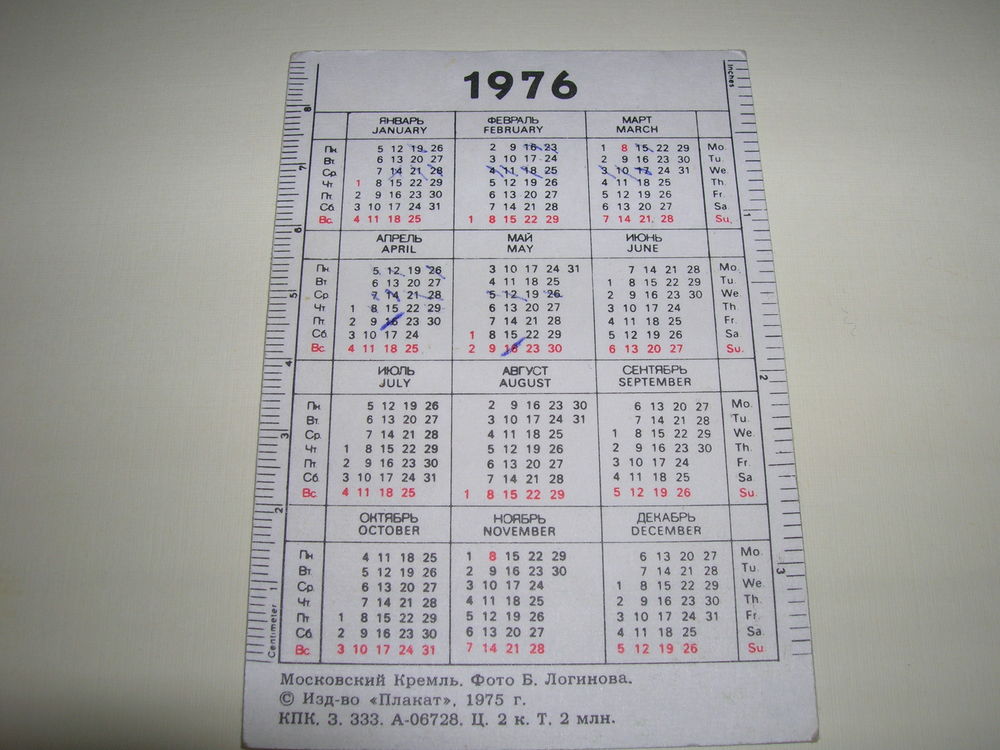 1976
inches
ЯНВАРЬ ФЕВРАЛЬ МАРТ
JANUARY FEBRUARY MARCH
Пн. 5 12 19 26 2 9 16 23 1 8 15 22 29 Mo.
Вт. 6 13 20 27 3 10 17 24 2 9 16 23 30 Tu.
Ср. 7 14 21 28 4 11 18 25 3 10 17 24 31 We.
Чт. 1 8 15 22 29 5 12 19 26 4 11 18 25 Th.
Пт. 2 9 16 23 30 6 13 20 27 5 12 19 26 Fr.
Сб. 3 10 17 24 31 7 14 21 28 6 13 20 27 Sa.
Вс. 4 11 18 25 1 8 15 22 29 7 14 21 28 Su.
АПРЕЛЬ МАЙ ИЮНЬ
APRIL MAY JUNE
Пн. 5 12 19 26 3 10 17 24 31 7 14 21 28 Mo.
Вт. 6 13 20 27 4 11 18 25 1 8 15 22 29 Tu.
Ср. 7 14 21 28 5 12 19 26 2 9 16 23 30 We.
Чт. 1 8 15 22 29 6 13 20 27 3 10 17 24 Th.
Пт. 2 9 16 23 30 7 14 21 28 4 11 18 25 Fr.
Сб. 3 10 17 24 1 8 15 22 29 5 12 19 26 Sa.
Вс. 4 11 18 25 2 9 16 23 30 6 13 20 27 Su.
ИЮЛЬ АВГУСТ СЕНТЯБРЬ
JULY AUGUST SEPTEMBER
Пн. 5 12 19 26 2 9 16 23 30 6 13 20 27 Mo.
Вт. 6 13 20 27 3 10 17 24 31 7 14 21 28 Tu.
Ср. 7 14 21 28 4 11 18 25 1 8 15 22 29 We.
Чт 1 8 15 22 29 5 12 19 26 2 9 16 23 30 Th.
Пт. 2 9 16 23 30 6 13 20 27 3 10 17 24 Fr.
Сб. 3 10 17 24 31 7 14 21 28 4 11 18 25 Sa.
Вс. 4 11 18 25 1 8 15 22 29 5 12 19 26 Su.
ОКТЯБРЬ НОЯБРЬ ДЕКАБРЬ
OCTOBER NOVEMBER DECEMBER
Пн. 4 11 18 25 1 8 15 22 29 6 13 20 27 Mo.
Вт. 5 12 19 26 2 9 16 23 30 7 14 21 28 Tu.
Ср. 6 13 20 27 3 10 17 24 1 8 15 22 29 We.
Чт. 7 14 21 28 4 11 18 25 2 9 16 23 30 Th.
Пт 1 8 15 22 29 5 12 19 26 3 10 17 24 31 Fr.
Сб. 2 9 16 23 30 6 13 20 27 4 11 18 25 Sa.
Вс. 3 10 17 24 31 7 14 21 28 5 12 19 26 Su.
8
7
6
5
4
3
2
1
Centimeter
1
2
3
Московский Кремль. Фото Б. Логинова.
© Изд-во «Плакат», 1975 г.
КПК. З. 333. А-06728. Ц. 2 к. Т. 2 млн.